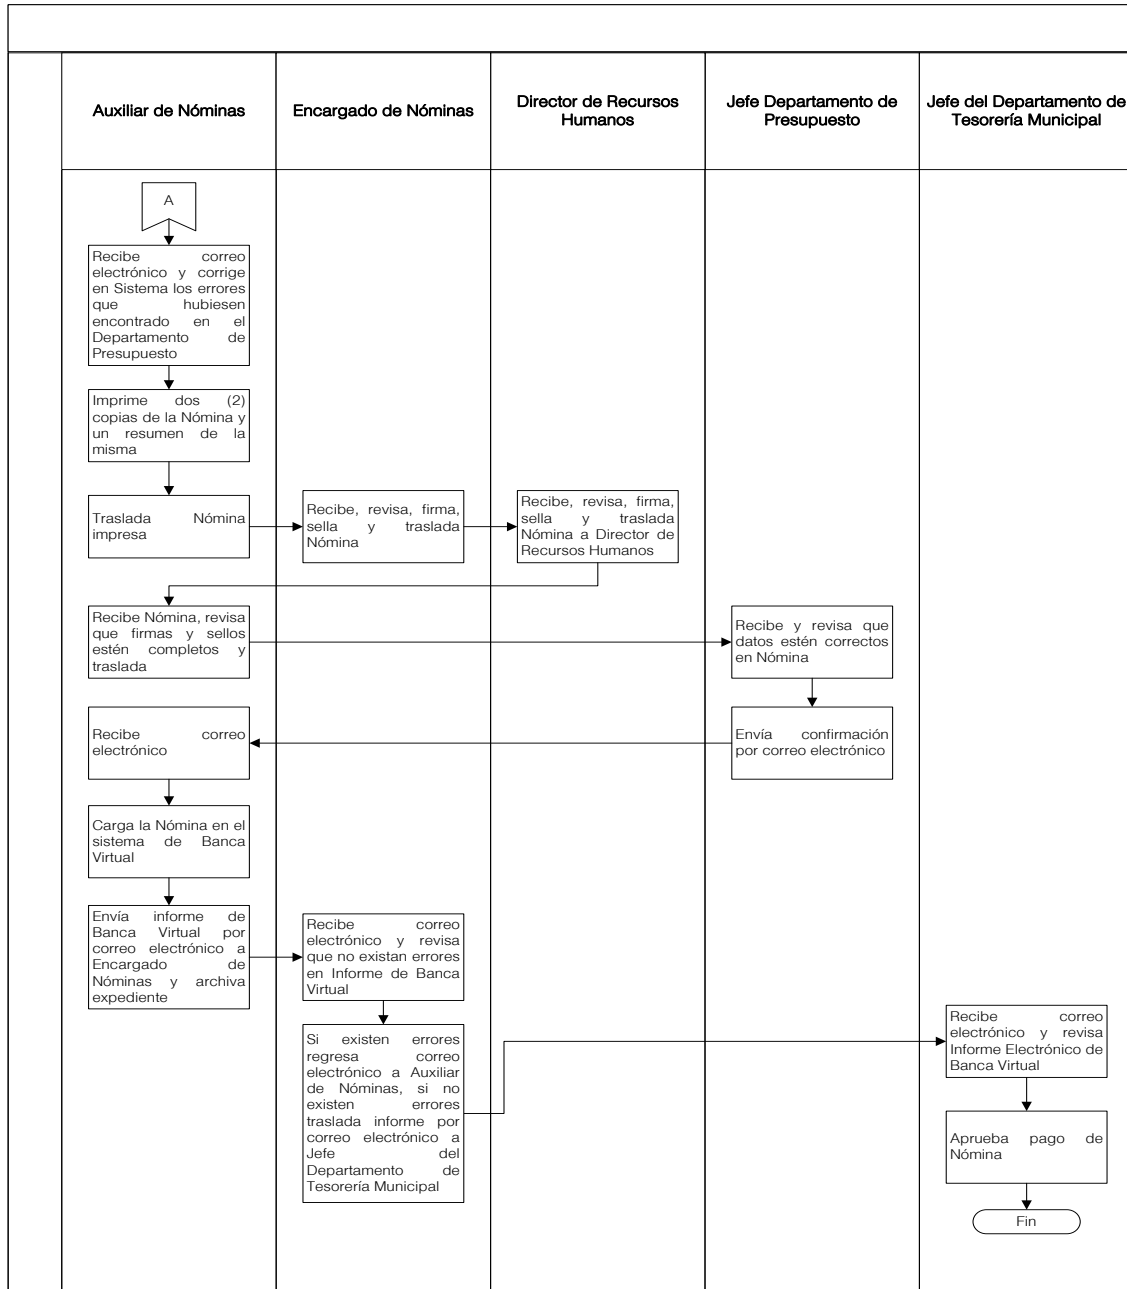 Auxiliar de Nóminas
Encargado de Nóminas
Director de Recursos
Humanos
Jefe Departamento de
Presupuesto
Jefe del Departamento de
Tesorería Municipal
A
Recibe correo
electrónico y corrige
en Sistema los errores
que hubiesen
encontrado en el
Departamento de
Presupuesto
Imprime dos (2)
copias de la Nómina y
un resumen de la
misma
Traslada Nómina
impresa
Recibe, revisa, firma,
sella y traslada
Nómina
Recibe, revisa, firma,
sella y traslada
Nómina a Director de
Recursos Humanos
Recibe Nómina, revisa
que firmas y sellos
estén completos y
traslada
Recibe y revisa que
datos estén correctos
en Nómina
Envía confirmación
por correo electrónico
Recibe correo
electrónico
Carga la Nómina en el
sistema de Banca
Virtual
Envía informe de
Banca Virtual por
correo electrónico a
Encargado de
Nóminas y archiva
expediente
Recibe correo
electrónico y revisa
que no existan errores
en Informe de Banca
Virtual
Si existen errores
regresa correo
electrónico a Auxiliar
de Nóminas, si no
existen errores
traslada informe por
correo electrónico a
Jefe del
Departamento de
Tesorería Municipal
Recibe correo
electrónico y revisa
Informe Electrónico de
Banca Virtual
Aprueba pago de
Nómina
Fin